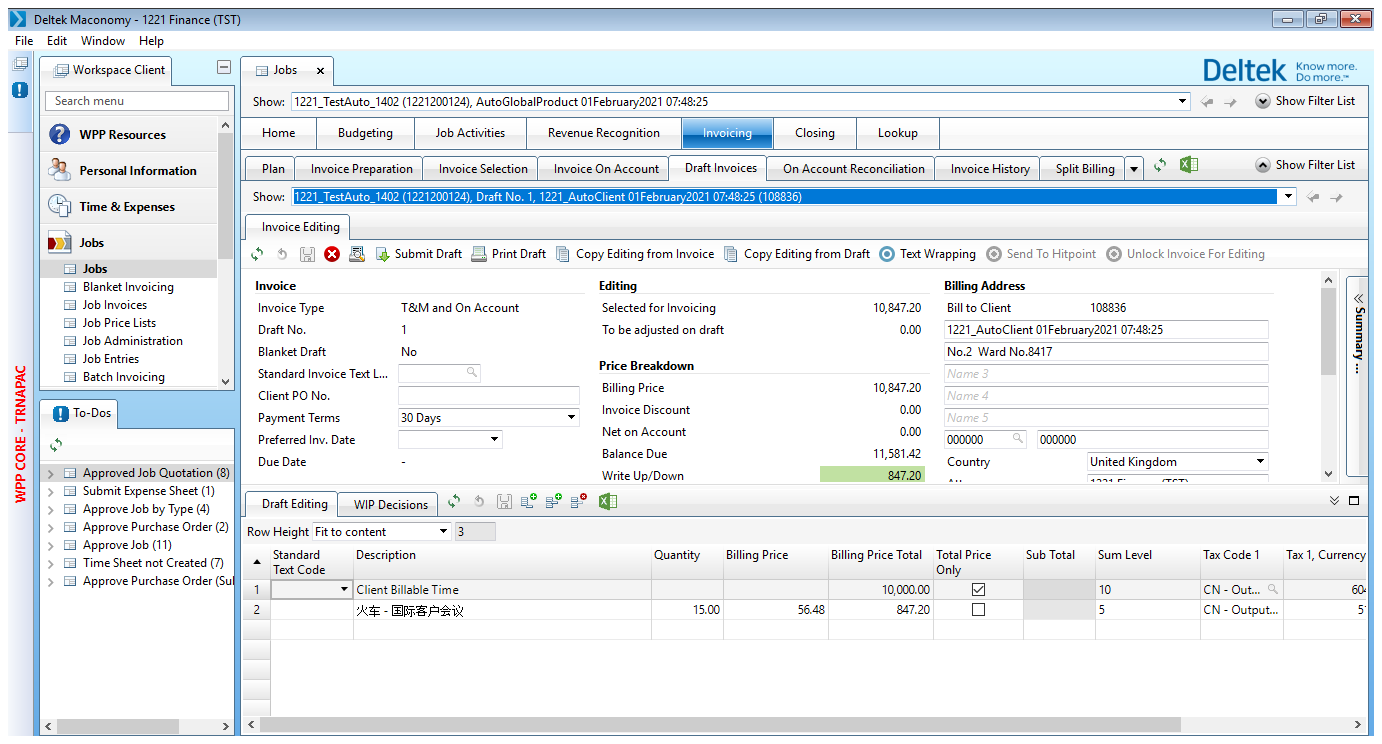 Deltek Maconomy - 1221 Finance (TST)
File Edit Window Help
Workspace Client
Search menu
WPP Resources
Personal Information
Time & Expenses
Jobs
Jobs
Blanket Invoicing
Job Invoices
Job Price Lists
Job Administration
Job Entries
Batch Invoicing
WPP CORE - TRNAPAC
To-Dos
Approved Job Quotation (8)
Submit Expense Sheet (1)
Approve Job by Type (4)
Approve Purchase Order (2)
Approve Job (11)
Time Sheet not Created (7)
Approve Purchase Order (Sul
Jobs
Deltek Know more. Do more.™
Show: 1221_TestAuto_1402 (1221200124), AutoGlobalProduct 01February2021 07:48:25 Show Filter List
Home Budgeting Job Activities Revenue Recognition Invoicing Closing Lookup
Plan Invoice Preparation Invoice Selection Invoice On Account Draft Invoices On Account Reconciliation Invoice History Split Billing Show Filter List
Show: 1221_TestAuto_1402 (1221200124), Draft No. 1, 1221_AutoClient 01February2021 07:48:25 (108836)
Invoice Editing
Submit Draft Print Draft Copy Editing from Invoice Copy Editing from Draft Text Wrapping Send To Hitpoint Unlock Invoice For Editing
Invoice
Invoice Type T&M and On Account
Draft No. 1
Blanket Draft No
Standard Invoice Text L...
Client PO No.
Payment Terms 30 Days
Preferred Inv. Date
Due Date -
Editing
Selected for Invoicing 10,847.20
To be adjusted on draft 0.00
Price Breakdown
Billing Price 10,847.20
Invoice Discount 0.00
Net on Account 0.00
Balance Due 11,581.42
Write Up/Down 847.20
Billing Address
Bill to Client 108836
1221_AutoClient 01February2021 07:48:25
No.2 Ward No.8417
Name 3
Name 4
Name 5
000000 000000
Country United Kingdom
Summary ...
Draft Editing WIP Decisions
Row Height Fit to content 3
Standard Text Code Description Quantity Billing Price Billing Price Total Total Price Only Sub Total Sum Level Tax Code 1 Tax 1, Currency
1 Client Billable Time 10,000.00 10 CN - Out... 604
2 火车 - 国际客户会议 15.00 56.48 847.20 5 CN - Output...